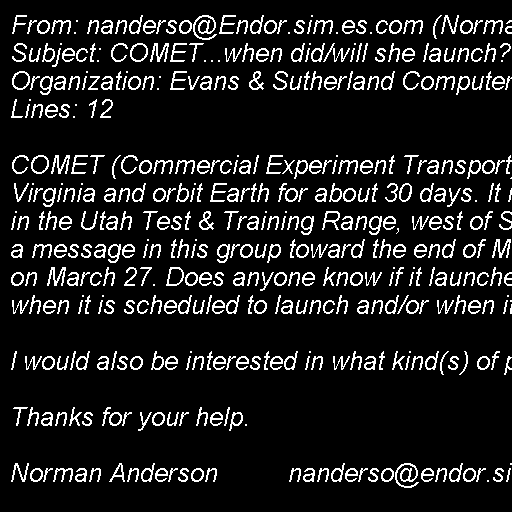 From: nanderso@Endor.sim.es.com (Norma
Subject: COMET...when did/will she launch?
Organization: Evans & Sutherland Computer
Lines: 12
COMET (Commercial Experiment Transport
Virginia and orbit Earth for about 30 days. It i
in the Utah Test & Training Range, west of S
a message in this group toward the end of M
on March 27. Does anyone know if it launche
when it is scheduled to launch and/or when it
I would also be interested in what kind(s) of p
Thanks for your help.
Norman Anderson nanderso@endor.si